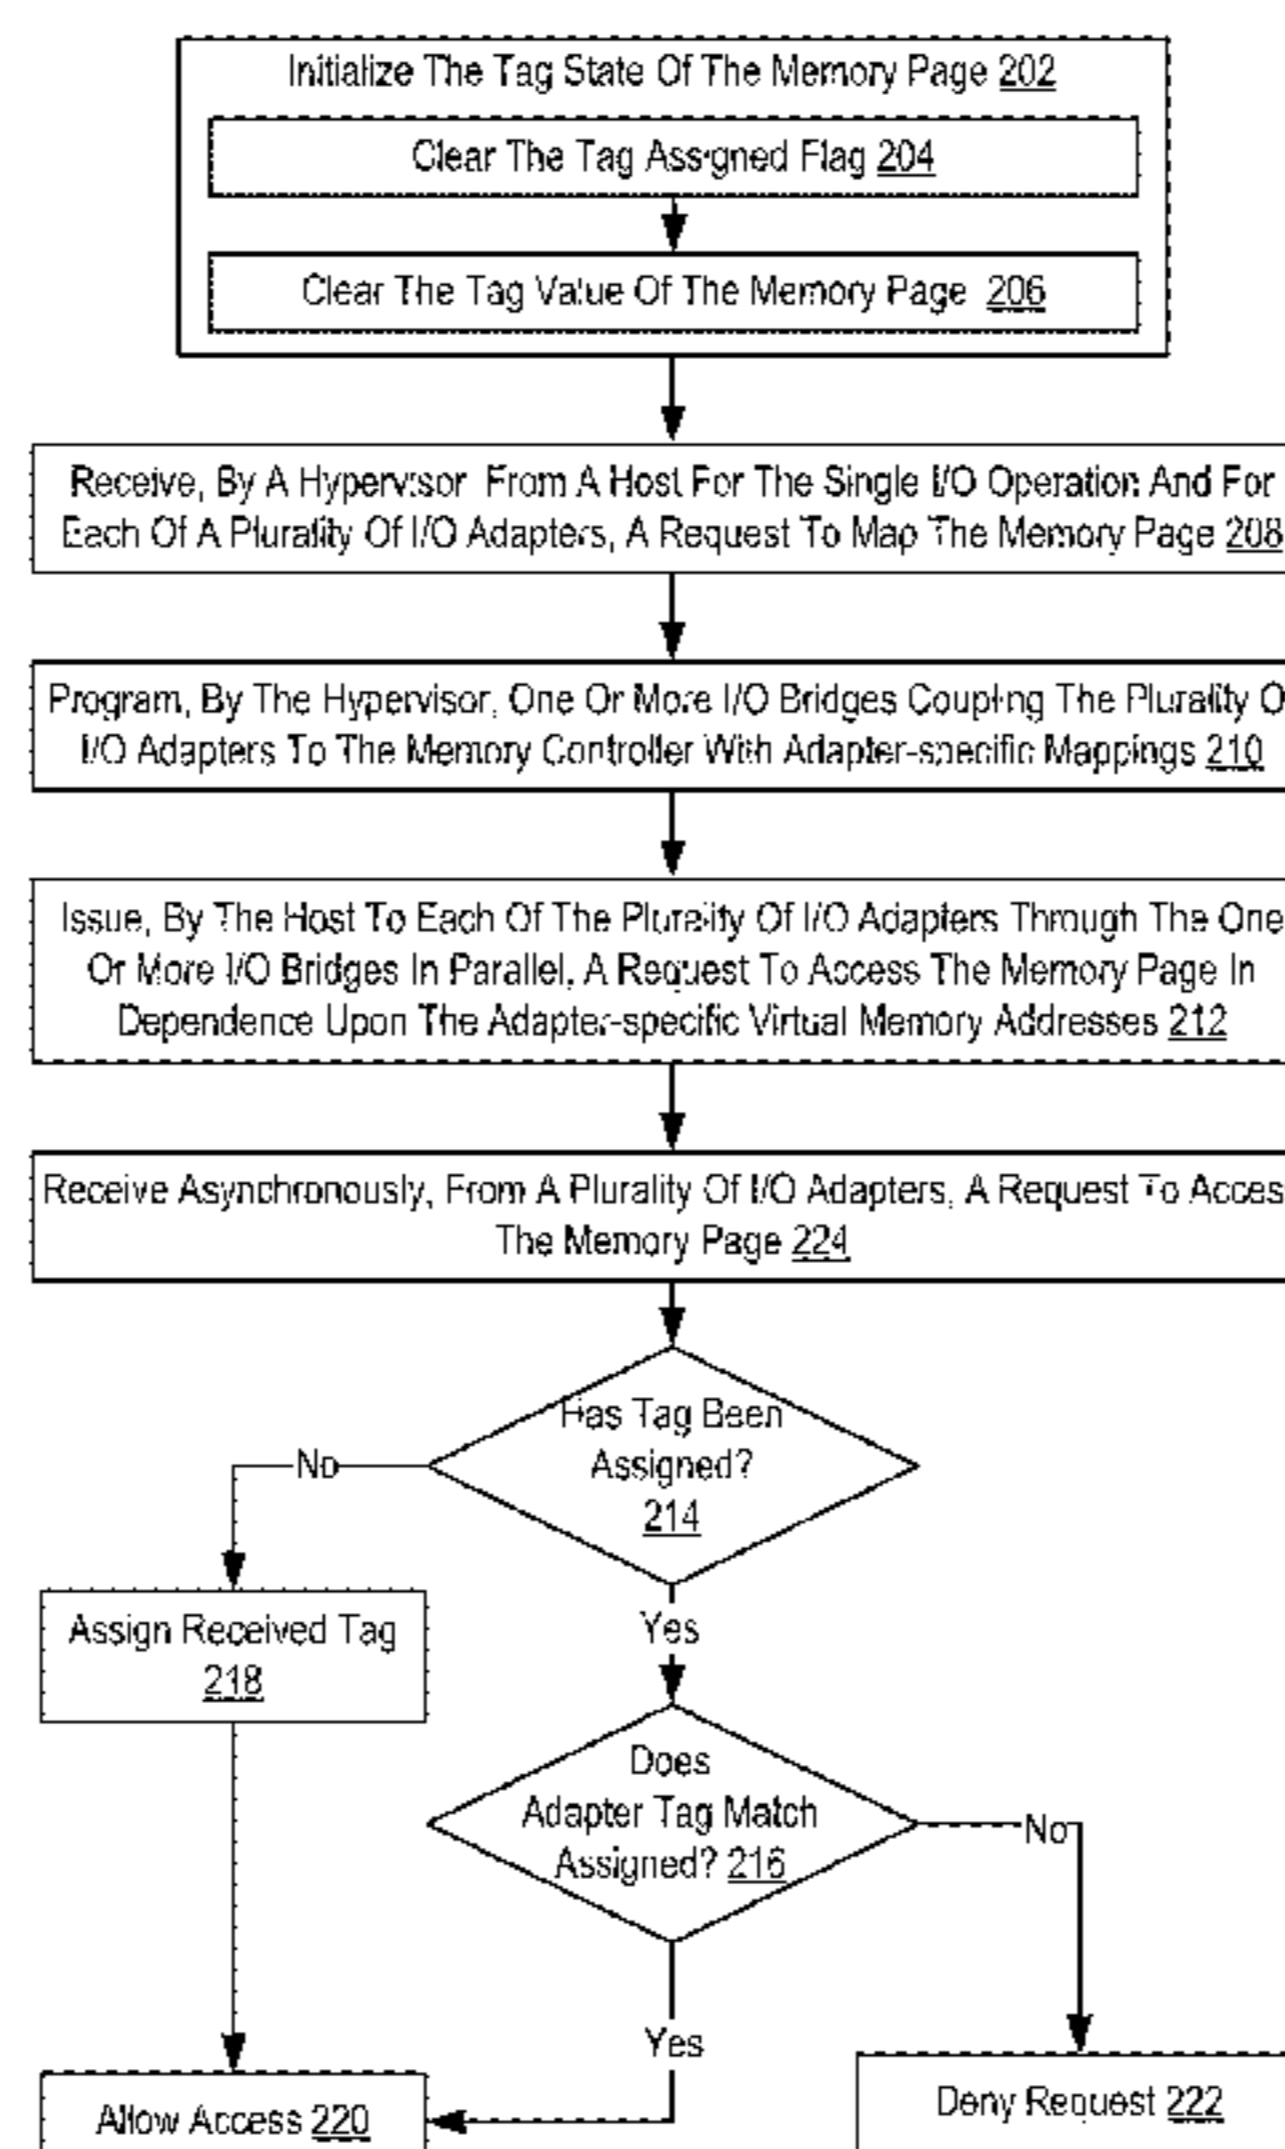 Initialize The Tag State Of The Memory Page 202
Clear The Tag Assigned Flag 204
Clear The Tag Value Of The Memory Page 206
Receive, By A Hypervisor From A Host For The Single I/O Operation And For
Each Of A Plurality Of I/O Adapters, A Request To Map The Memory Page 208
Program, By The Hypervisor, One Or More I/O Bridges Coupling The Plurality O
I/O Adapters To The Memory Controller With Adapter-specific Mappings 210
Issue, By The Host To Each Of The Plurality Of I/O Adapters Through The One
Or More I/O Bridges In Parallel, A Request To Access The Memory Page In
Dependence Upon The Adapter-specific Virtual Memory Addresses 212
Receive Asynchronously, From A Plurality Of I/O Adapters, A Request To Acces
The Memory Page 224
Has Tag Been
Assigned?
214
No
Yes
Assign Received Tag
218
Does
Adapter Tag Match
Assigned? 216
No
Yes
Allow Access 220
Deny Request 222